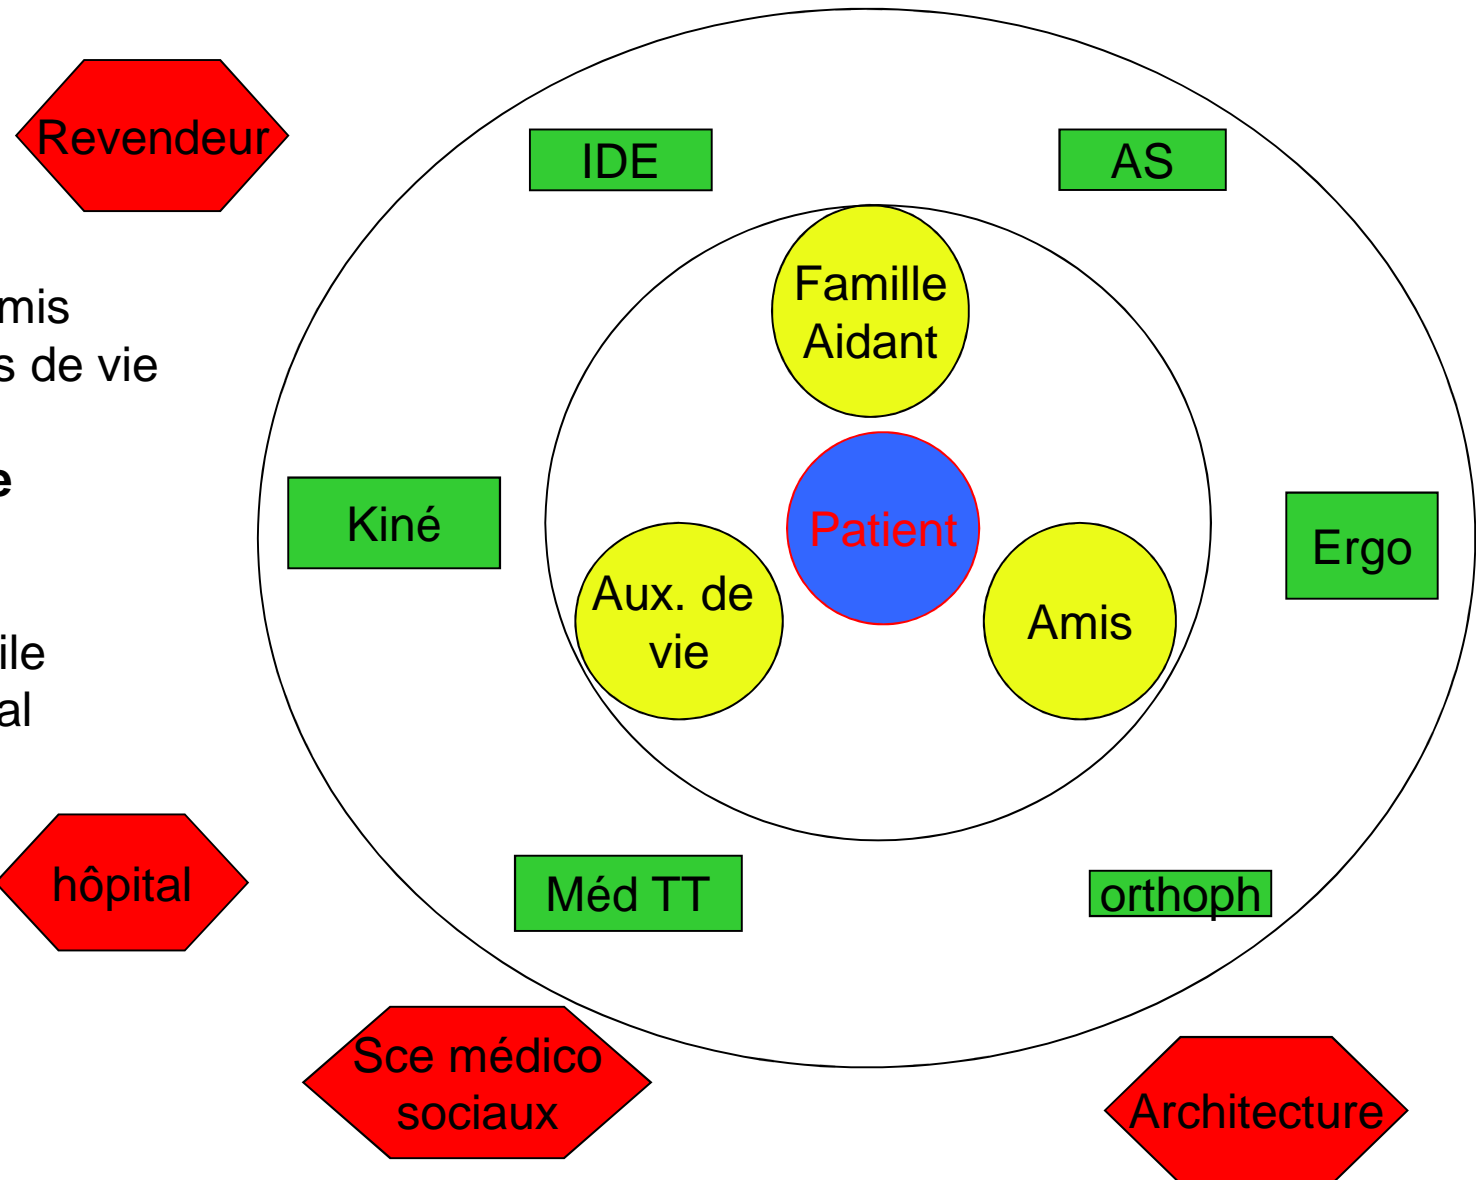 Revendeur
IDE
AS
Famille
Aidant
mis
s de vie
e
Patient
Kiné
Ergo
Aux. de
vie
Amis
ile
al
hôpital
Méd TT
orthoph
Sce médico
sociaux
Architecture